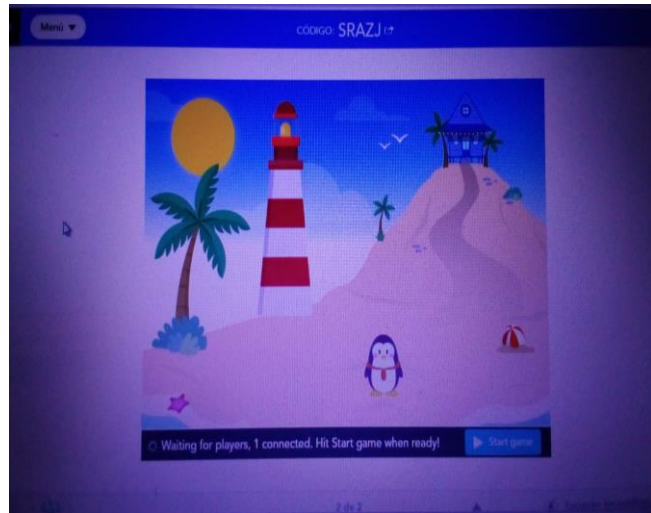 Menú
CÓDIGO: SRAZJ
Waiting for players, 1 connected. Hit Start game when ready!
Start game
2 de 2